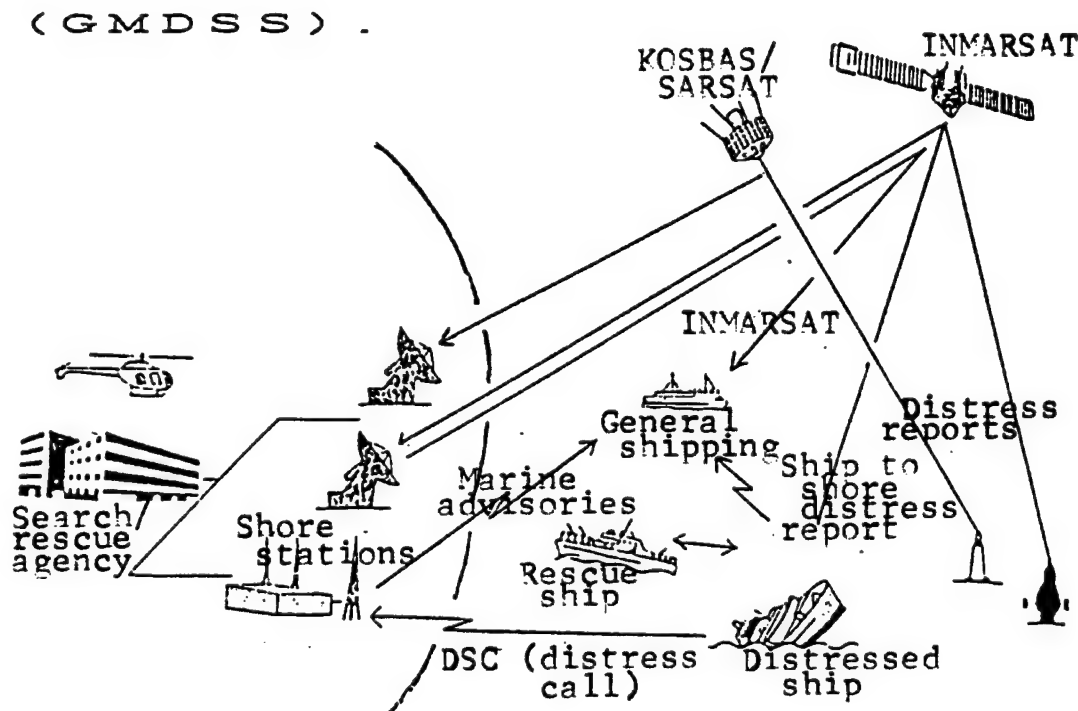 (GMDSS).
KOSBAS/
SARSAT
INMARSAT
INMARSAT
General
shipping
Distress
reports
Marine
advisories
Ship to
shore
distress
report
Search
rescue
agency
Shore
stations
Rescue
ship
DSC (distress
call)
Distressed
ship